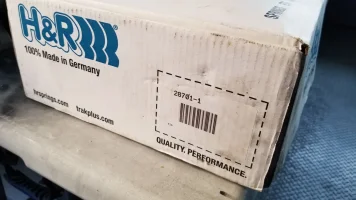 H&R®
100% Made in Germany
hrsprings.com trakplus.com
28701-1
QUALITY. PERFORMANCE.